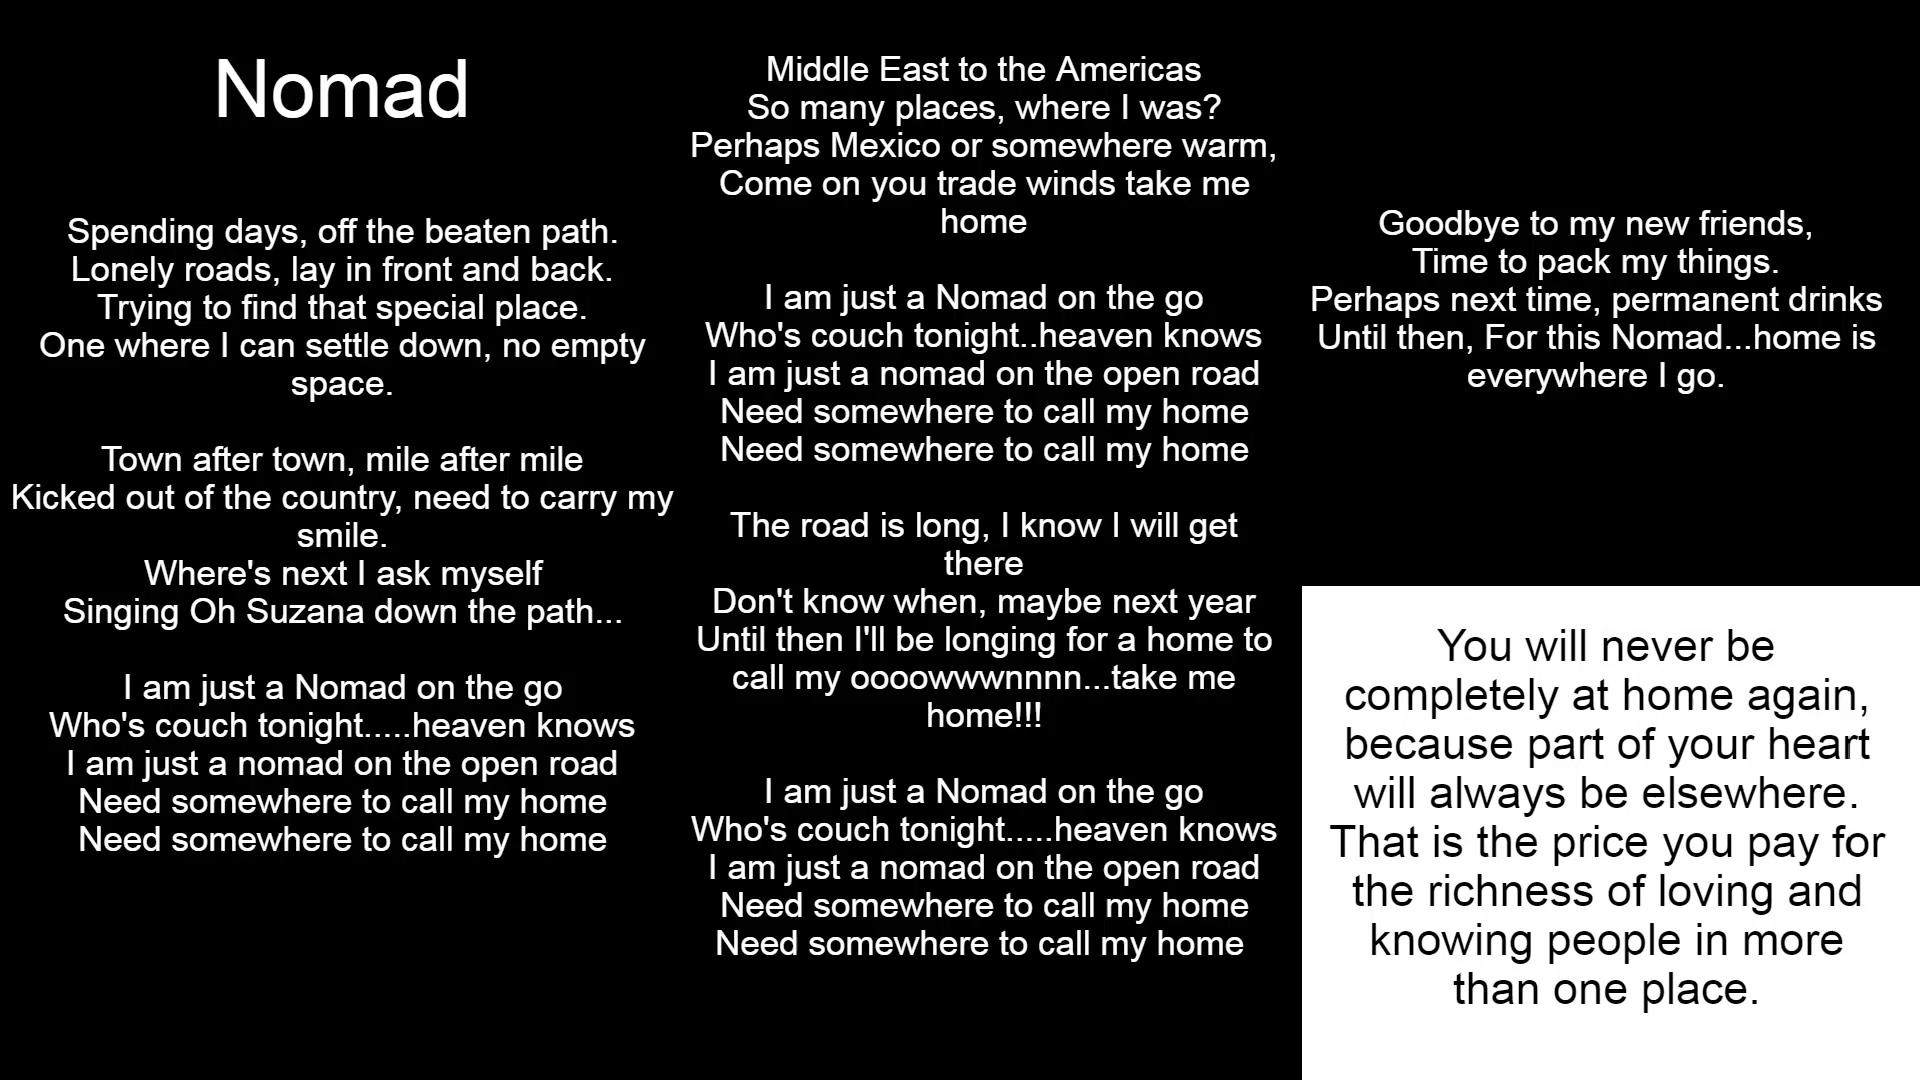 Nomad
Spending days, off the beaten path.
Lonely roads, lay in front and back.
Trying to find that special place.
One where I can settle down, no empty
space.
Town after town, mile after mile
Kicked out of the country, need to carry my
smile.
Where's next I ask myself
Singing Oh Suzana down the path...
I am just a Nomad on the go
Who's couch tonight.....heaven knows
I am just a nomad on the open road
Need somewhere to call my home
Need somewhere to call my home
Middle East to the Americas
So many places, where I was?
Perhaps Mexico or somewhere warm,
Come on you trade winds take me
home
I am just a Nomad on the go
Who's couch tonight..heaven knows
I am just a nomad on the open road
Need somewhere to call my home
Need somewhere to call my home
The road is long, I know I will get
there
Don't know when, maybe next year
Until then I'll be longing for a home to
call my oooowwwnnnn...take me
home!!!
I am just a Nomad on the go
Who's couch tonight.....heaven knows
I am just a nomad on the open road
Need somewhere to call my home
Need somewhere to call my home
Goodbye to my new friends,
Time to pack my things.
Perhaps next time, permanent drinks
Until then, For this Nomad...home is
everywhere I go.
You will never be
completely at home again,
because part of your heart
will always be elsewhere.
That is the price you pay for
the richness of loving and
knowing people in more
than one place.